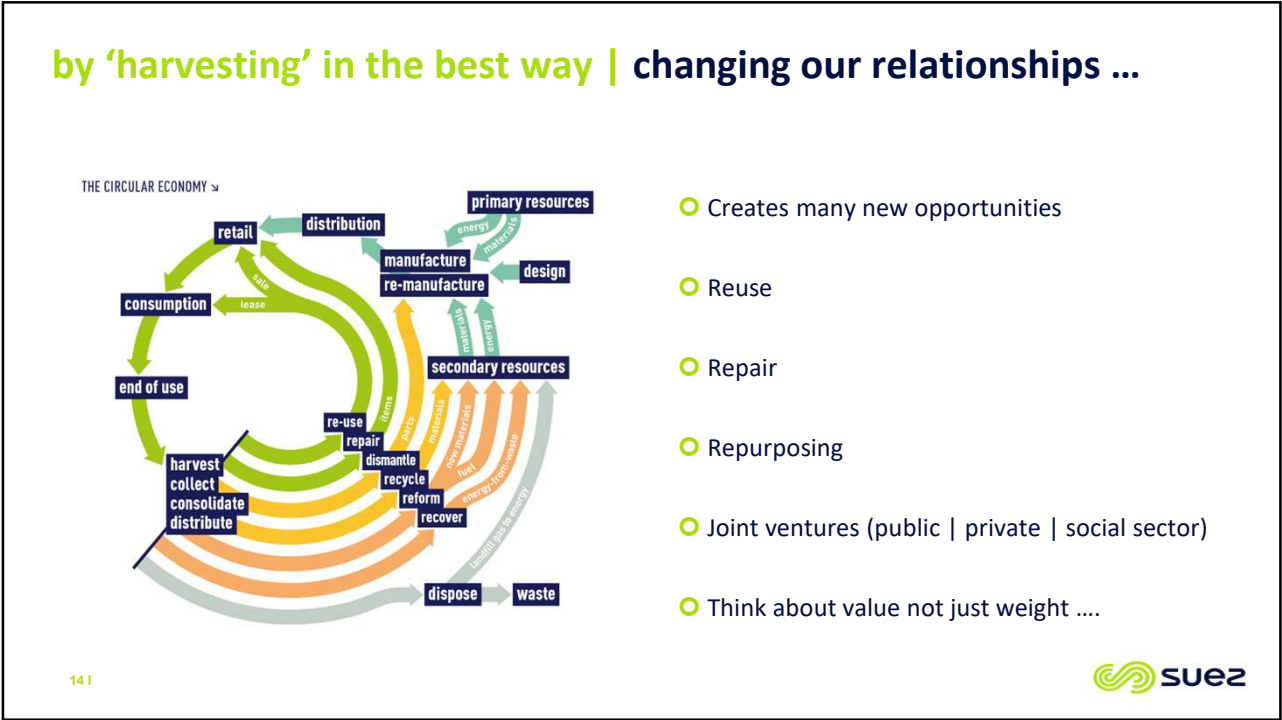 by ‘harvesting’ in the best way | changing our relationships …
THE CIRCULAR ECONOMY ↘
primary resources
distribution
retail
energy
materials
manufacture
re-manufacture
design
sale
lease
consumption
materials
energy
secondary resources
end of use
items
parts
materials
new materials
fuel
energy-from-waste
landfill gas to energy
re-use
repair
dismantle
recycle
reform
recover
harvest
collect
consolidate
distribute
dispose
waste
Creates many new opportunities
Reuse
Repair
Repurposing
Joint ventures (public | private | social sector)
Think about value not just weight ….
14 I
suez